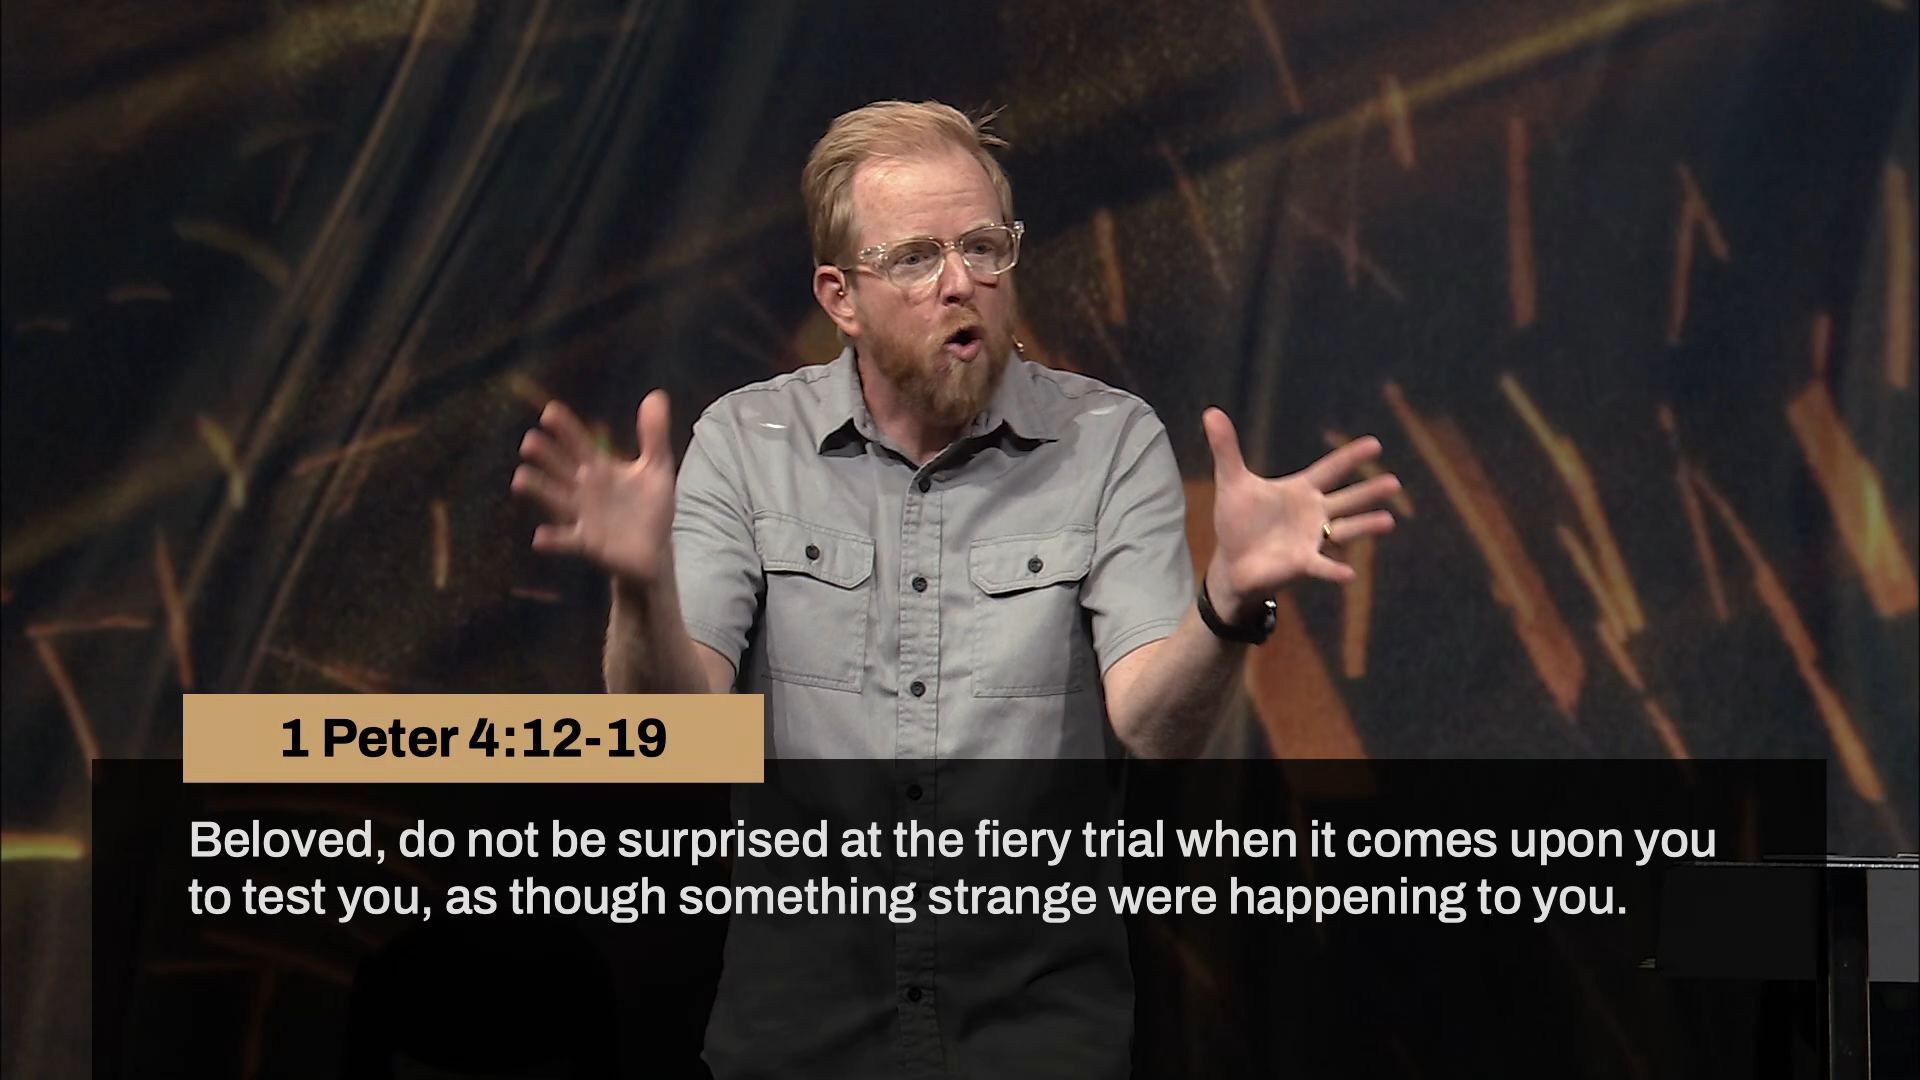 1 Peter 4:12-19
Beloved, do not be surprised at the fiery trial when it comes upon you
to test you, as though something strange were happening to you.